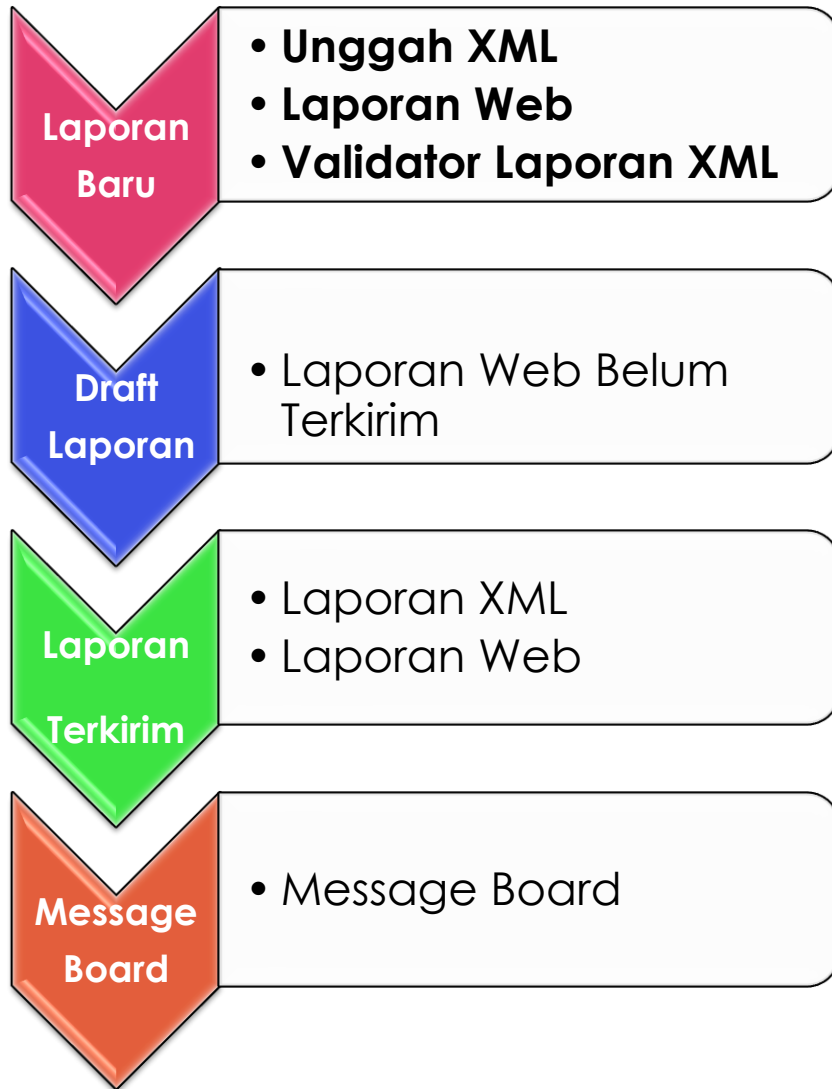 Laporan
Baru
• Unggah XML
• Laporan Web
• Validator Laporan XML
Draft
Laporan
• Laporan Web Belum
Terkirim
Laporan
Terkirim
• Laporan XML
• Laporan Web
Message
Board
• Message Board